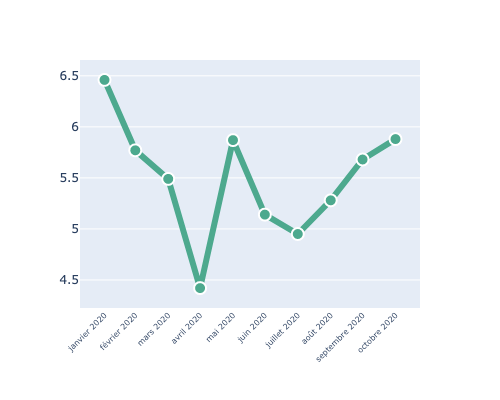 6.5
6
5.5
5
4.5
janvier 2020
février 2020
mars 2020
avril 2020
mai 2020
juin 2020
juillet 2020
août 2020
septembre 2020
octobre 2020